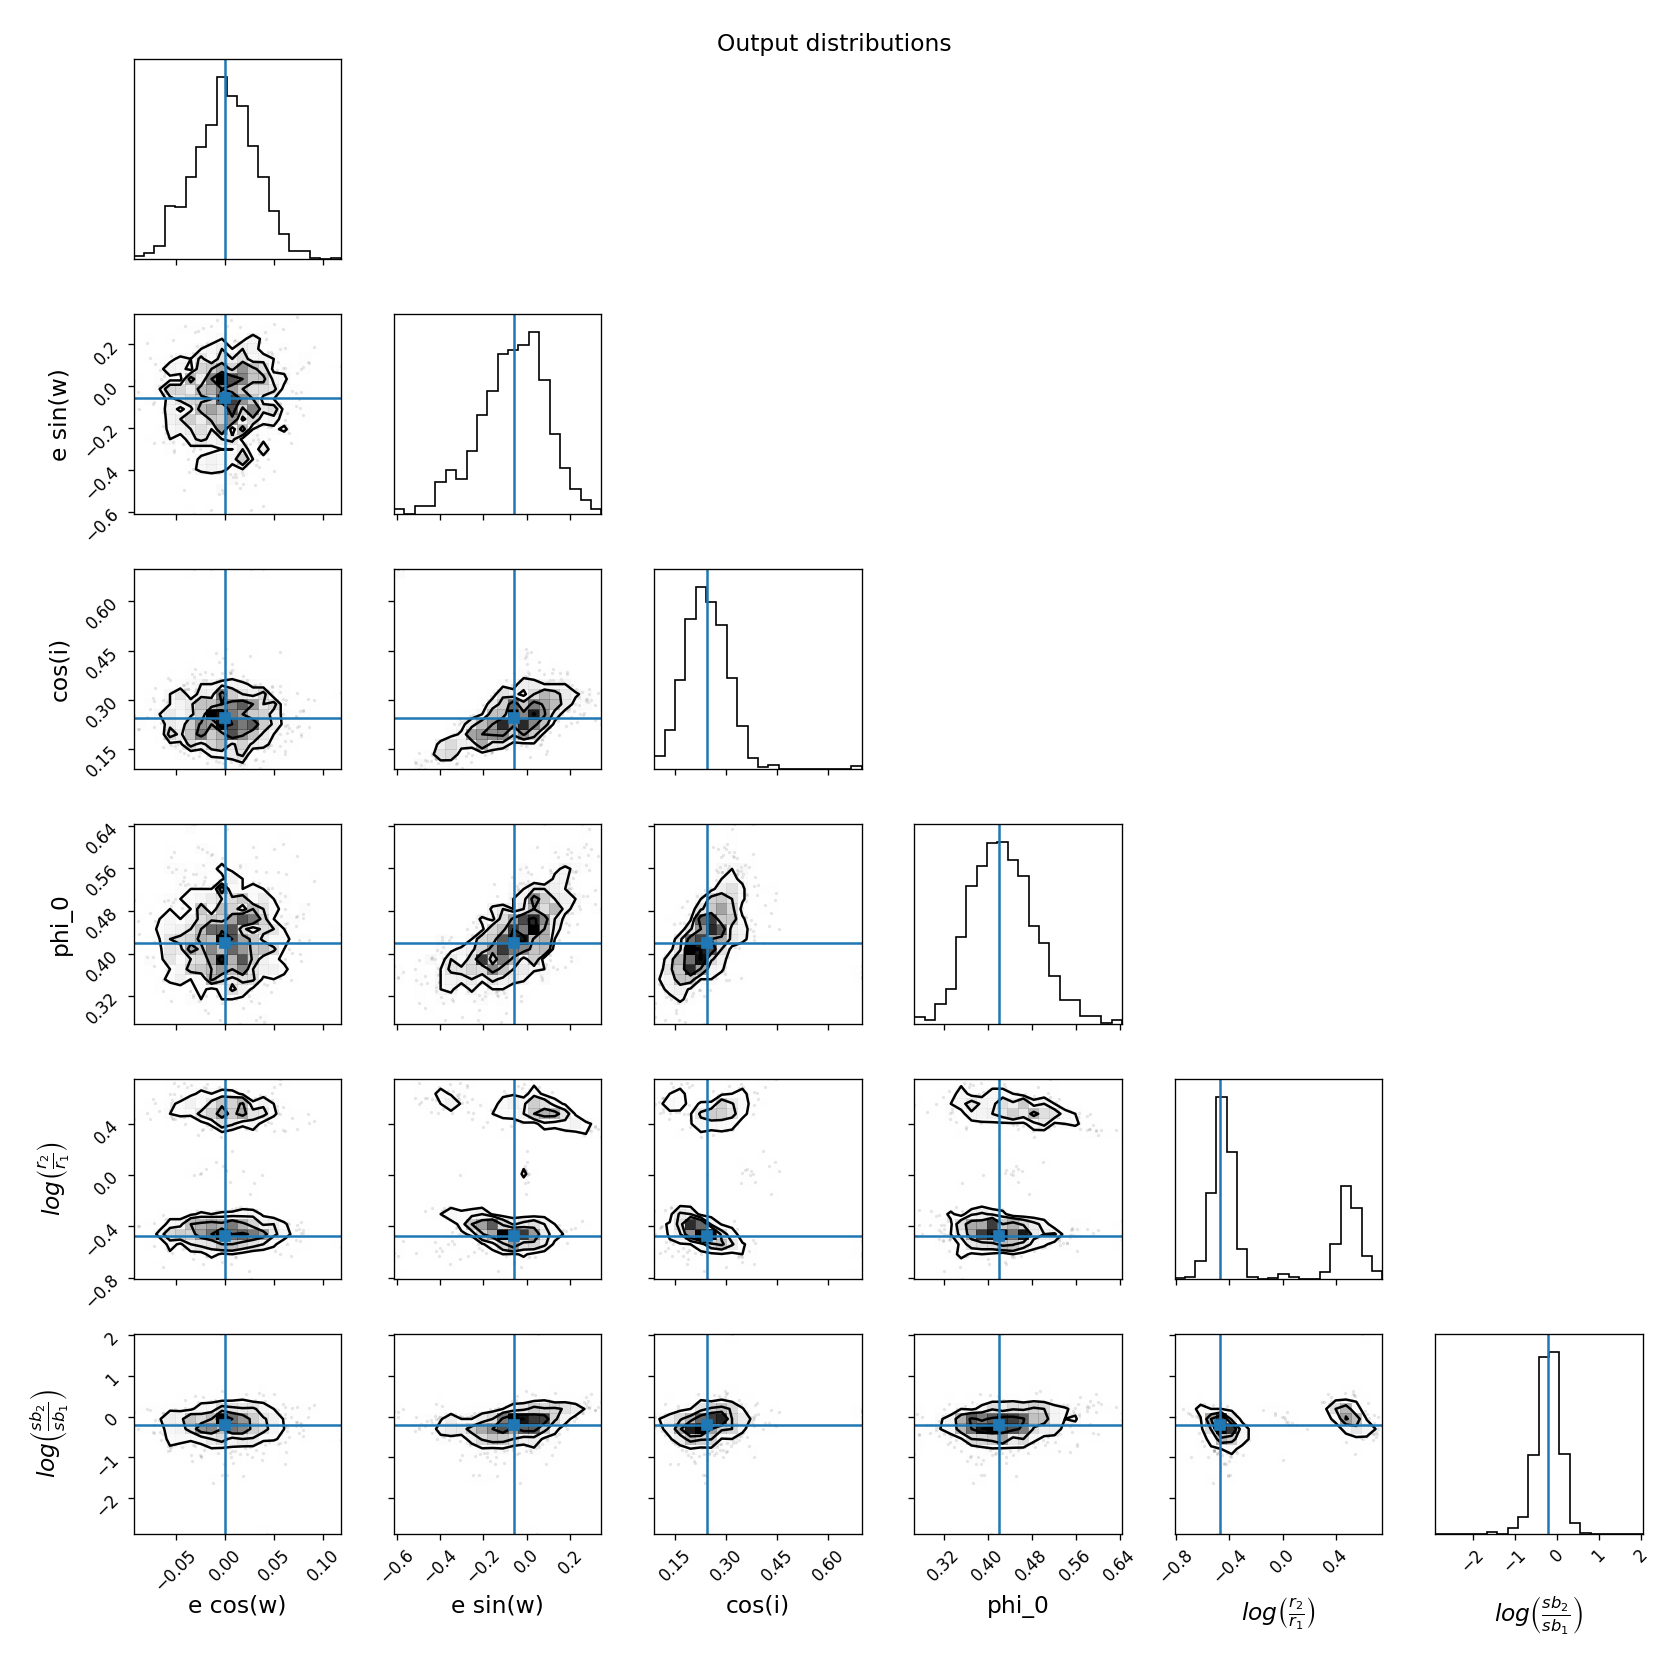 Output distributions
e sin(w)
0.2
0.0
−0.2
−0.4
−0.6
cos(i)
0.60
0.45
0.30
0.15
phi_0
0.64
0.56
0.48
0.40
0.32
log(r₂/r₁)
0.4
0.0
−0.4
−0.8
log(sb₂/sb₁)
2
1
0
−1
−2
−0.05 0.00 0.05 0.10
−0.6 −0.4 −0.2 0.0 0.2
0.15 0.30 0.45 0.60
0.32 0.40 0.48 0.56 0.64
−0.8 −0.4 0.0 0.4
−2 −1 0 1 2
e cos(w)
e sin(w)
cos(i)
phi_0
log(r₂/r₁)
log(sb₂/sb₁)